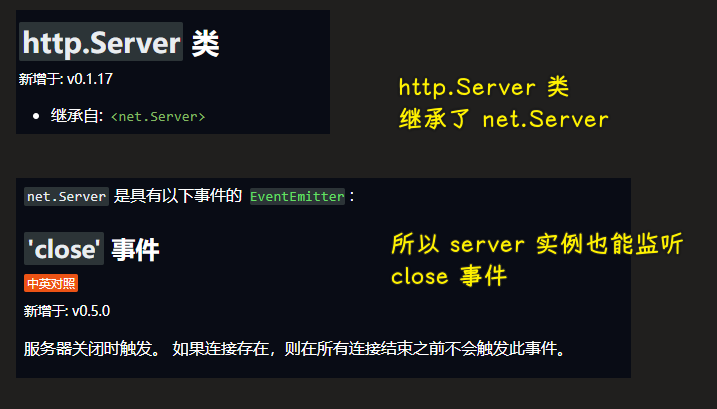 http.Server 类
新增于: v0.1.17
继承自: <net.Server>
http.Server 类
继承了 net.Server
net.Server 是具有以下事件的 EventEmitter：
'close' 事件
中英对照
新增于: v0.5.0
服务器关闭时触发。 如果连接存在，则在所有连接结束之前不会触发此事件。
所以 server 实例也能监听
close 事件